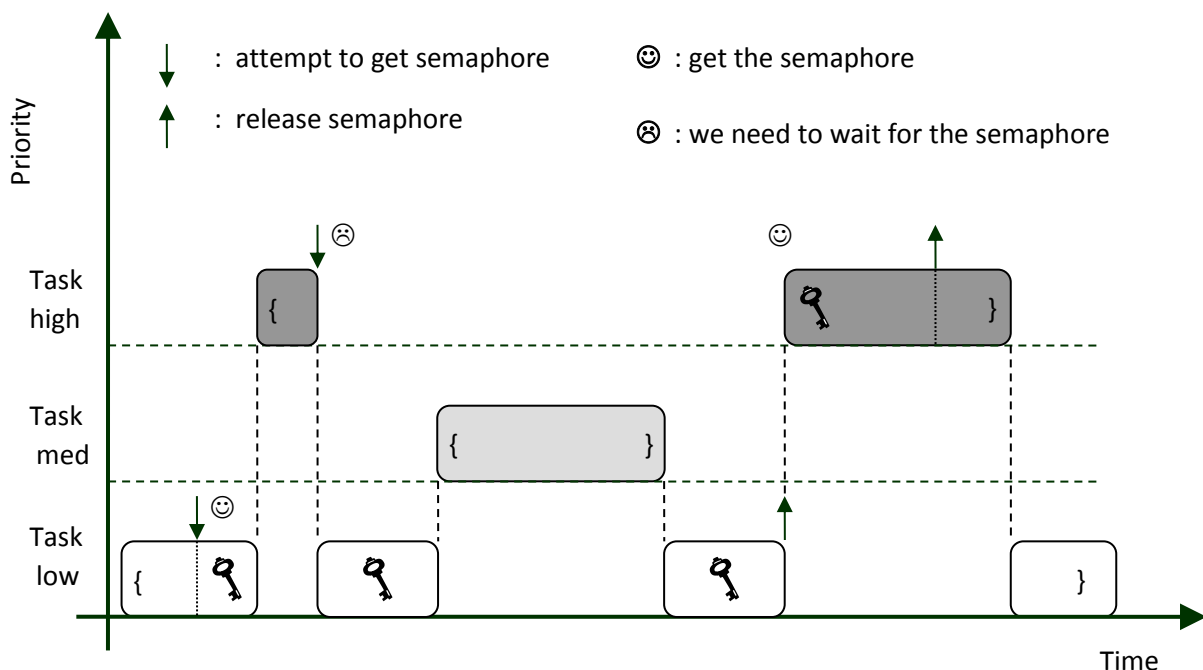 : attempt to get semaphore
☺ : get the semaphore
: release semaphore
☹ : we need to wait for the semaphore
Priority
☹
☺
Task
high
{
}
Task
med
{
}
☺
Task
low
{
}
Time